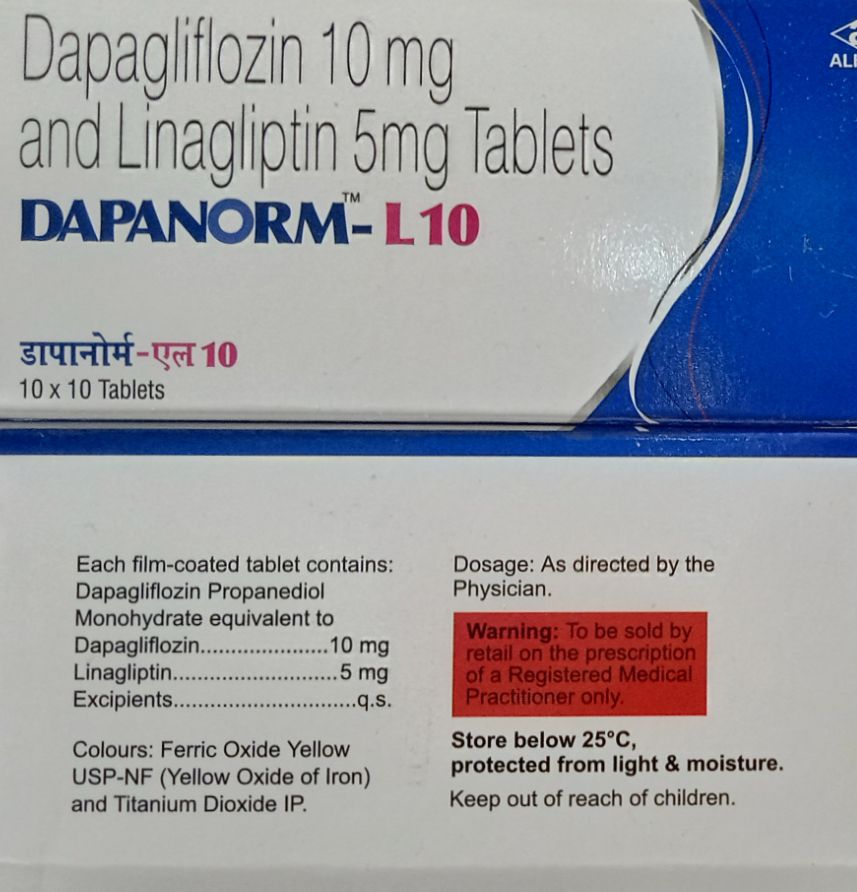 Dapagliflozin 10 mg
and Linagliptin 5mg Tablets
DAPANORM™-L10
डापानोर्म-एल 10
10 x 10 Tablets
Each film-coated tablet contains:
Dapagliflozin Propanediol
Monohydrate equivalent to
Dapagliflozin.....................10 mg
Linagliptin...........................5 mg
Excipients..............................q.s.
Colours: Ferric Oxide Yellow
USP-NF (Yellow Oxide of Iron)
and Titanium Dioxide IP.
Dosage: As directed by the
Physician.
Warning: To be sold by
retail on the prescription
of a Registered Medical
Practitioner only.
Store below 25°C,
protected from light & moisture.
Keep out of reach of children.